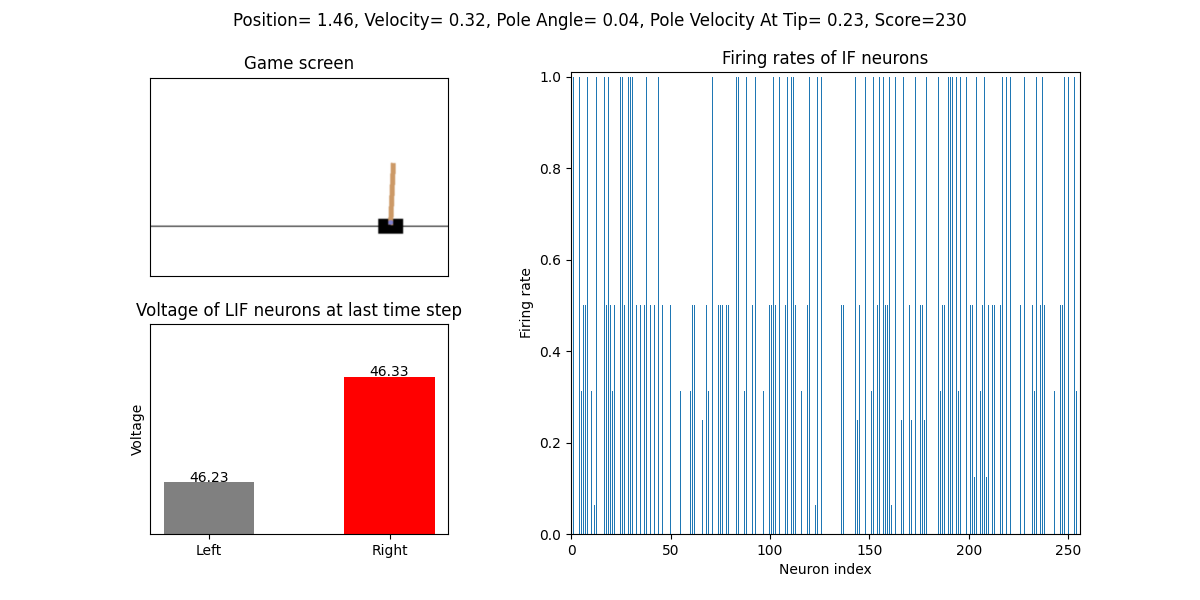 Position= 1.46, Velocity= 0.32, Pole Angle= 0.04, Pole Velocity At Tip= 0.23, Score=230
Game screen
Voltage of LIF neurons at last time step
Voltage
46.23
46.33
Left
Right
Firing rates of IF neurons
Firing rate
1.0
0.8
0.6
0.4
0.2
0.0
0
50
100
150
200
250
Neuron index